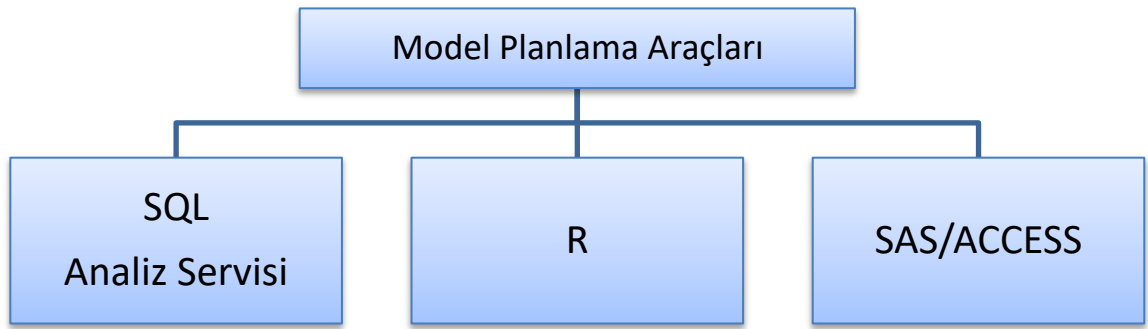 Model Planlama Araçları
SQL
Analiz Servisi
R
SAS/ACCESS